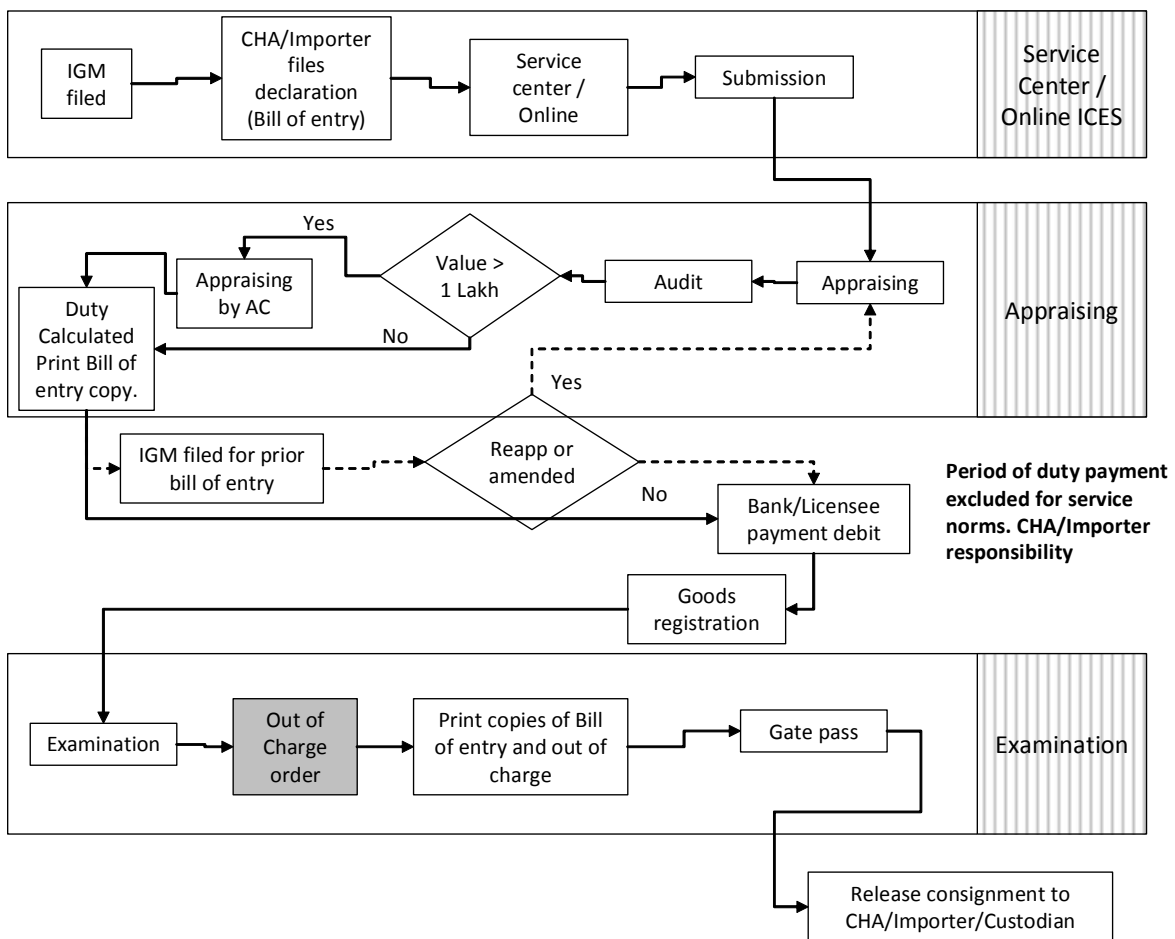 IGM
filed
CHA/Importer
files
declaration
(Bill of entry)
Service
center /
Online
Submission
Service
Center /
Online ICES
Yes
Appraising
by AC
Value >
1 Lakh
Audit
Appraising
Appraising
Duty
Calculated
Print Bill of
entry copy.
No
Yes
IGM filed for prior
bill of entry
Reapp or
amended
No
Bank/Licensee
payment debit
Period of duty payment
excluded for service
norms. CHA/Importer
responsibility
Goods
registration
Examination
Out of
Charge
order
Print copies of Bill
of entry and out of
charge
Gate pass
Examination
Release consignment to
CHA/Importer/Custodian